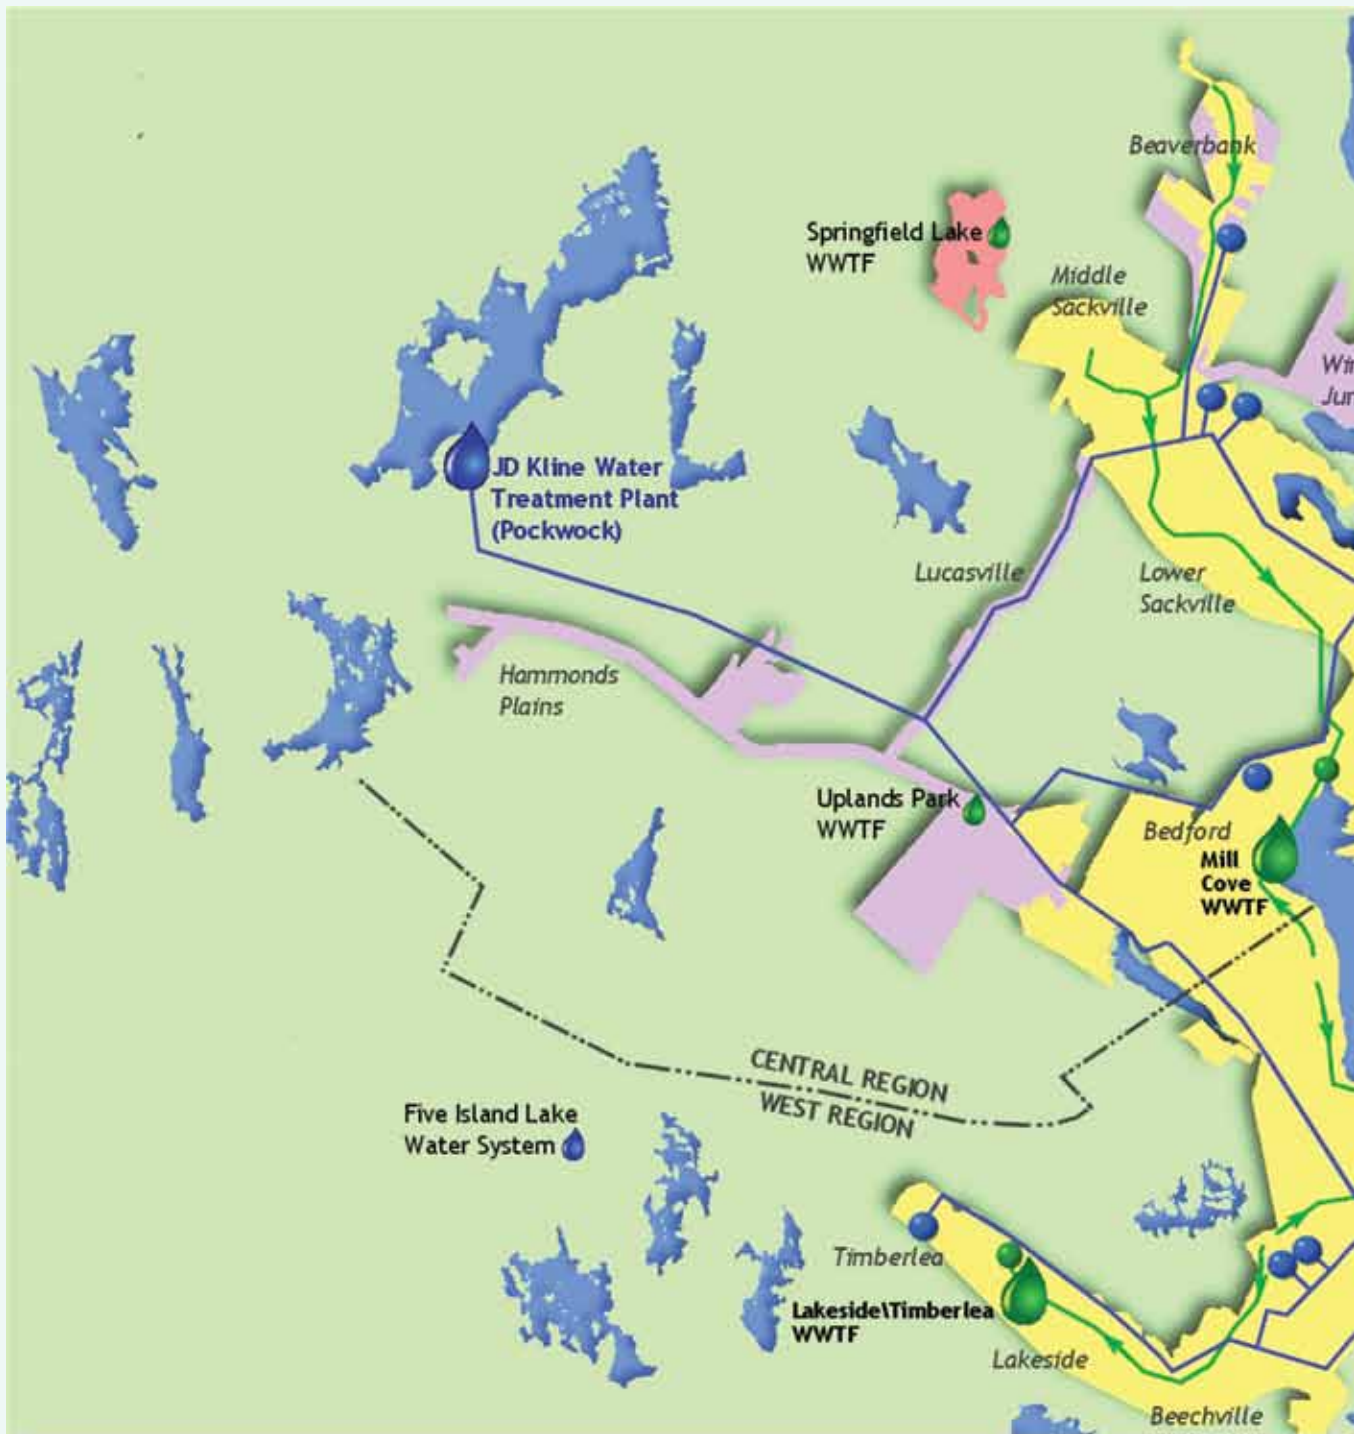 Beaverbank
Springfield Lake
WWTF
Middle
Sackville
JD Kline Water
Treatment Plant
(Pockwock)
Lucasville
Lower
Sackville
Hammonds
Plains
Uplands Park
WWTF
Bedford
Mill
Cove
WWTF
CENTRAL REGION
WEST REGION
Five Island Lake
Water System
Timberlea
Lakeside\Timberlea
WWTF
Lakeside
Beechville